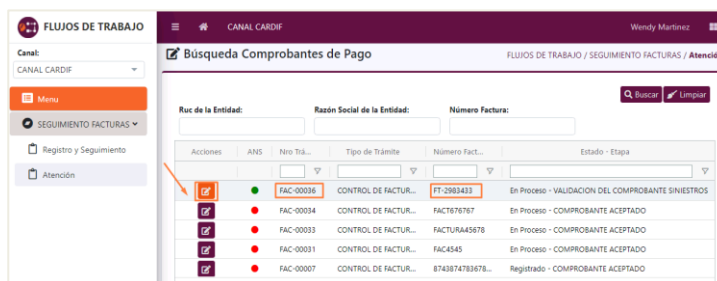 FLUJOS DE TRABAJO
CANAL CARDIF
Wendy Martinez
Canal:
CANAL CARDIF
Menu
SEGUIMIENTO FACTURAS
Registro y Seguimiento
Atención
Búsqueda Comprobantes de Pago
FLUJOS DE TRABAJO / SEGUIMIENTO FACTURAS / Atenció
Buscar Limpiar
Ruc de la Entidad: Razón Social de la Entidad: Número Factura:
Acciones ANS Nro Trá... Tipo de Trámite Número Fact... Estado - Etapa
FAC-00036 CONTROL DE FACTUR... FT-2983433 En Proceso - VALIDACION DEL COMPROBANTE SINIESTROS
FAC-00034 CONTROL DE FACTUR... FACT676767 En Proceso - COMPROBANTE ACEPTADO
FAC-00033 CONTROL DE FACTUR... FACTURA45678 En Proceso - COMPROBANTE ACEPTADO
FAC-00031 CONTROL DE FACTUR... FAC4545 En Proceso - COMPROBANTE ACEPTADO
FAC-00007 CONTROL DE FACTUR... 8743874783678... Registrado - COMPROBANTE ACEPTADO